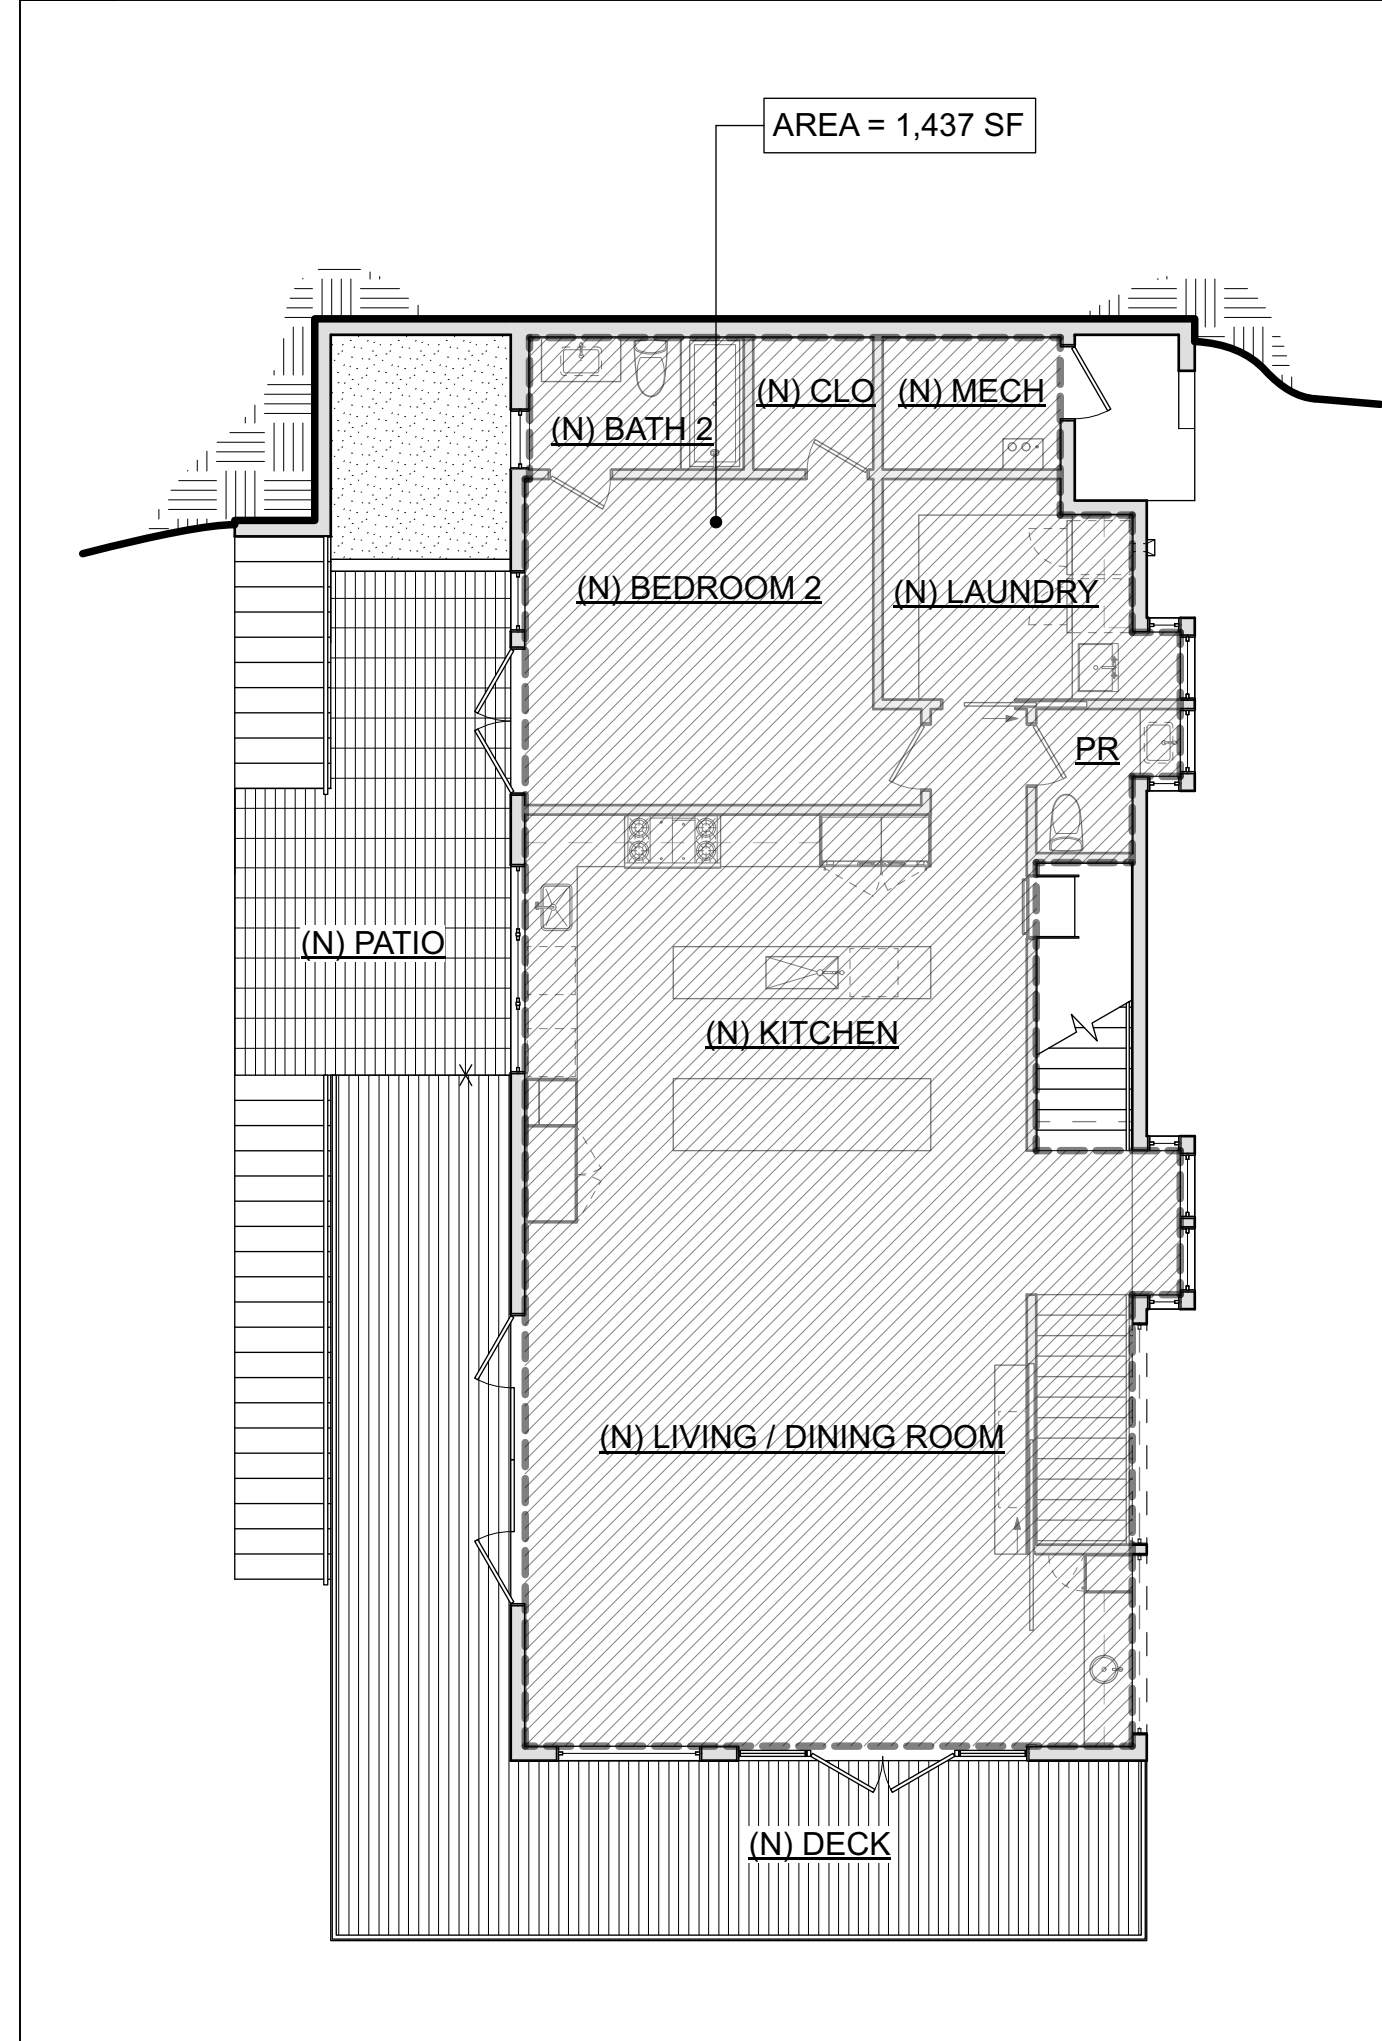 AREA = 1,437 SF
(N) CLO
(N) MECH
(N) BATH 2
(N) BEDROOM 2
(N) LAUNDRY
PR
(N) PATIO
(N) KITCHEN
(N) LIVING / DINING ROOM
(N) DECK